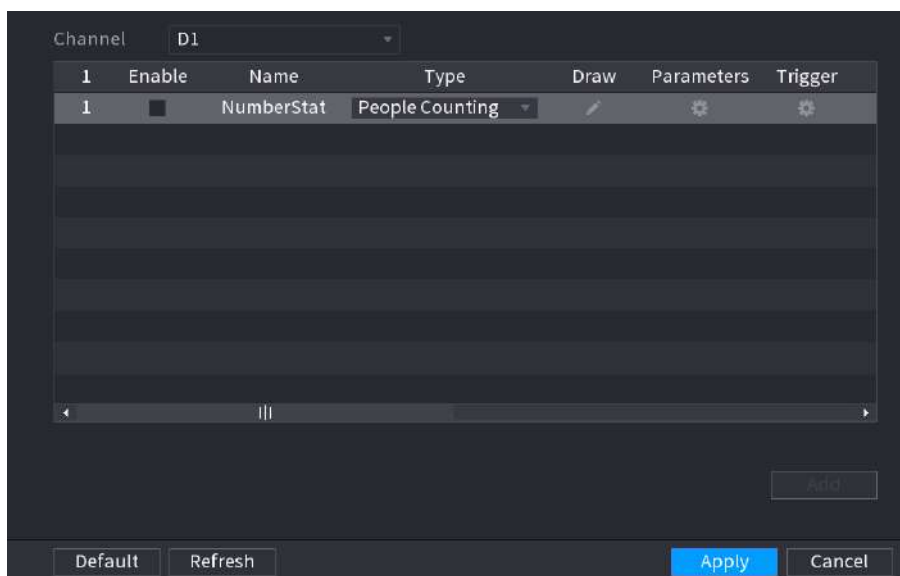 Channel D1
1 Enable Name Type Draw Parameters Trigger
1 NumberStat People Counting
Add
Default Refresh Apply Cancel